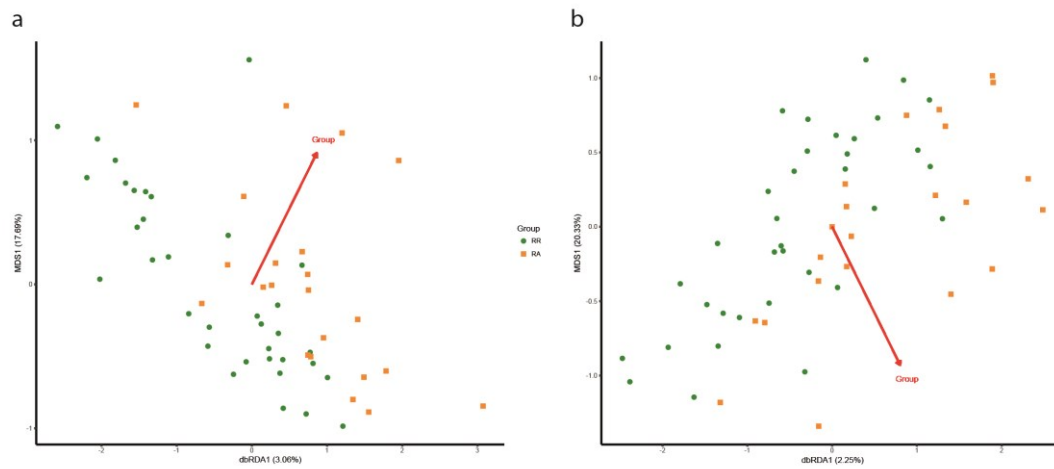 a
1
0
-1
-2
-1
0
1
2
3
MDS1 (17.69%)
dbRDA1 (3.06%)
Group
Group
RR
RA
b
1.0
0.5
0.0
-0.5
-1.0
-2
-1
0
1
2
MDS1 (20.33%)
dbRDA1 (2.25%)
Group